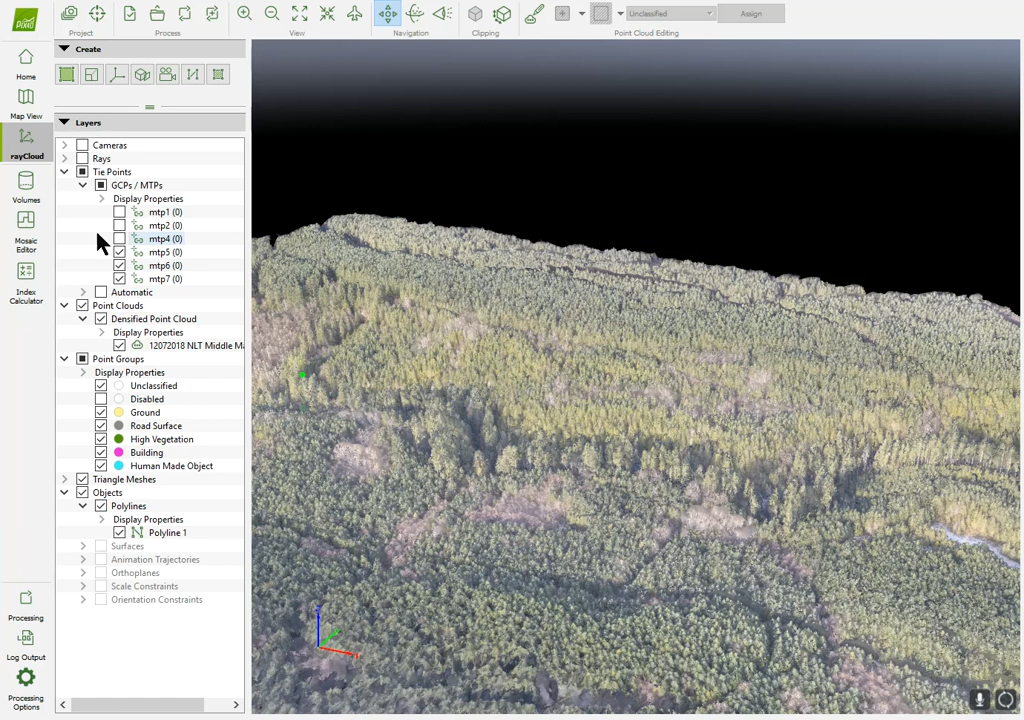 PIX4D
Project
Process
View
Navigation
Clipping
Unclassified
Assign
Point Cloud Editing
Home
Map View
rayCloud
Volumes
Mosaic
Editor
Index
Calculator
Processing
Log Output
Processing
Options
Create
Layers
Cameras
Rays
Tie Points
GCPs / MTPs
Display Properties
mtp1 (0)
mtp2 (0)
mtp4 (0)
mtp5 (0)
mtp6 (0)
mtp7 (0)
Automatic
Point Clouds
Densified Point Cloud
Display Properties
12072018 NLT Middle Ma
Point Groups
Display Properties
Unclassified
Disabled
Ground
Road Surface
High Vegetation
Building
Human Made Object
Triangle Meshes
Objects
Polylines
Display Properties
Polyline 1
Surfaces
Animation Trajectories
Orthoplanes
Scale Constraints
Orientation Constraints